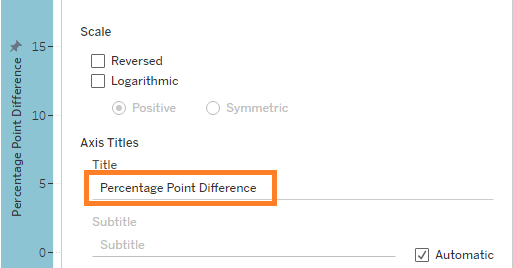 Percentage Point Difference
15
10
5
0
Scale
Reversed
Logarithmic
Positive Symmetric
Axis Titles
Title
Percentage Point Difference
Subtitle
Subtitle
Automatic